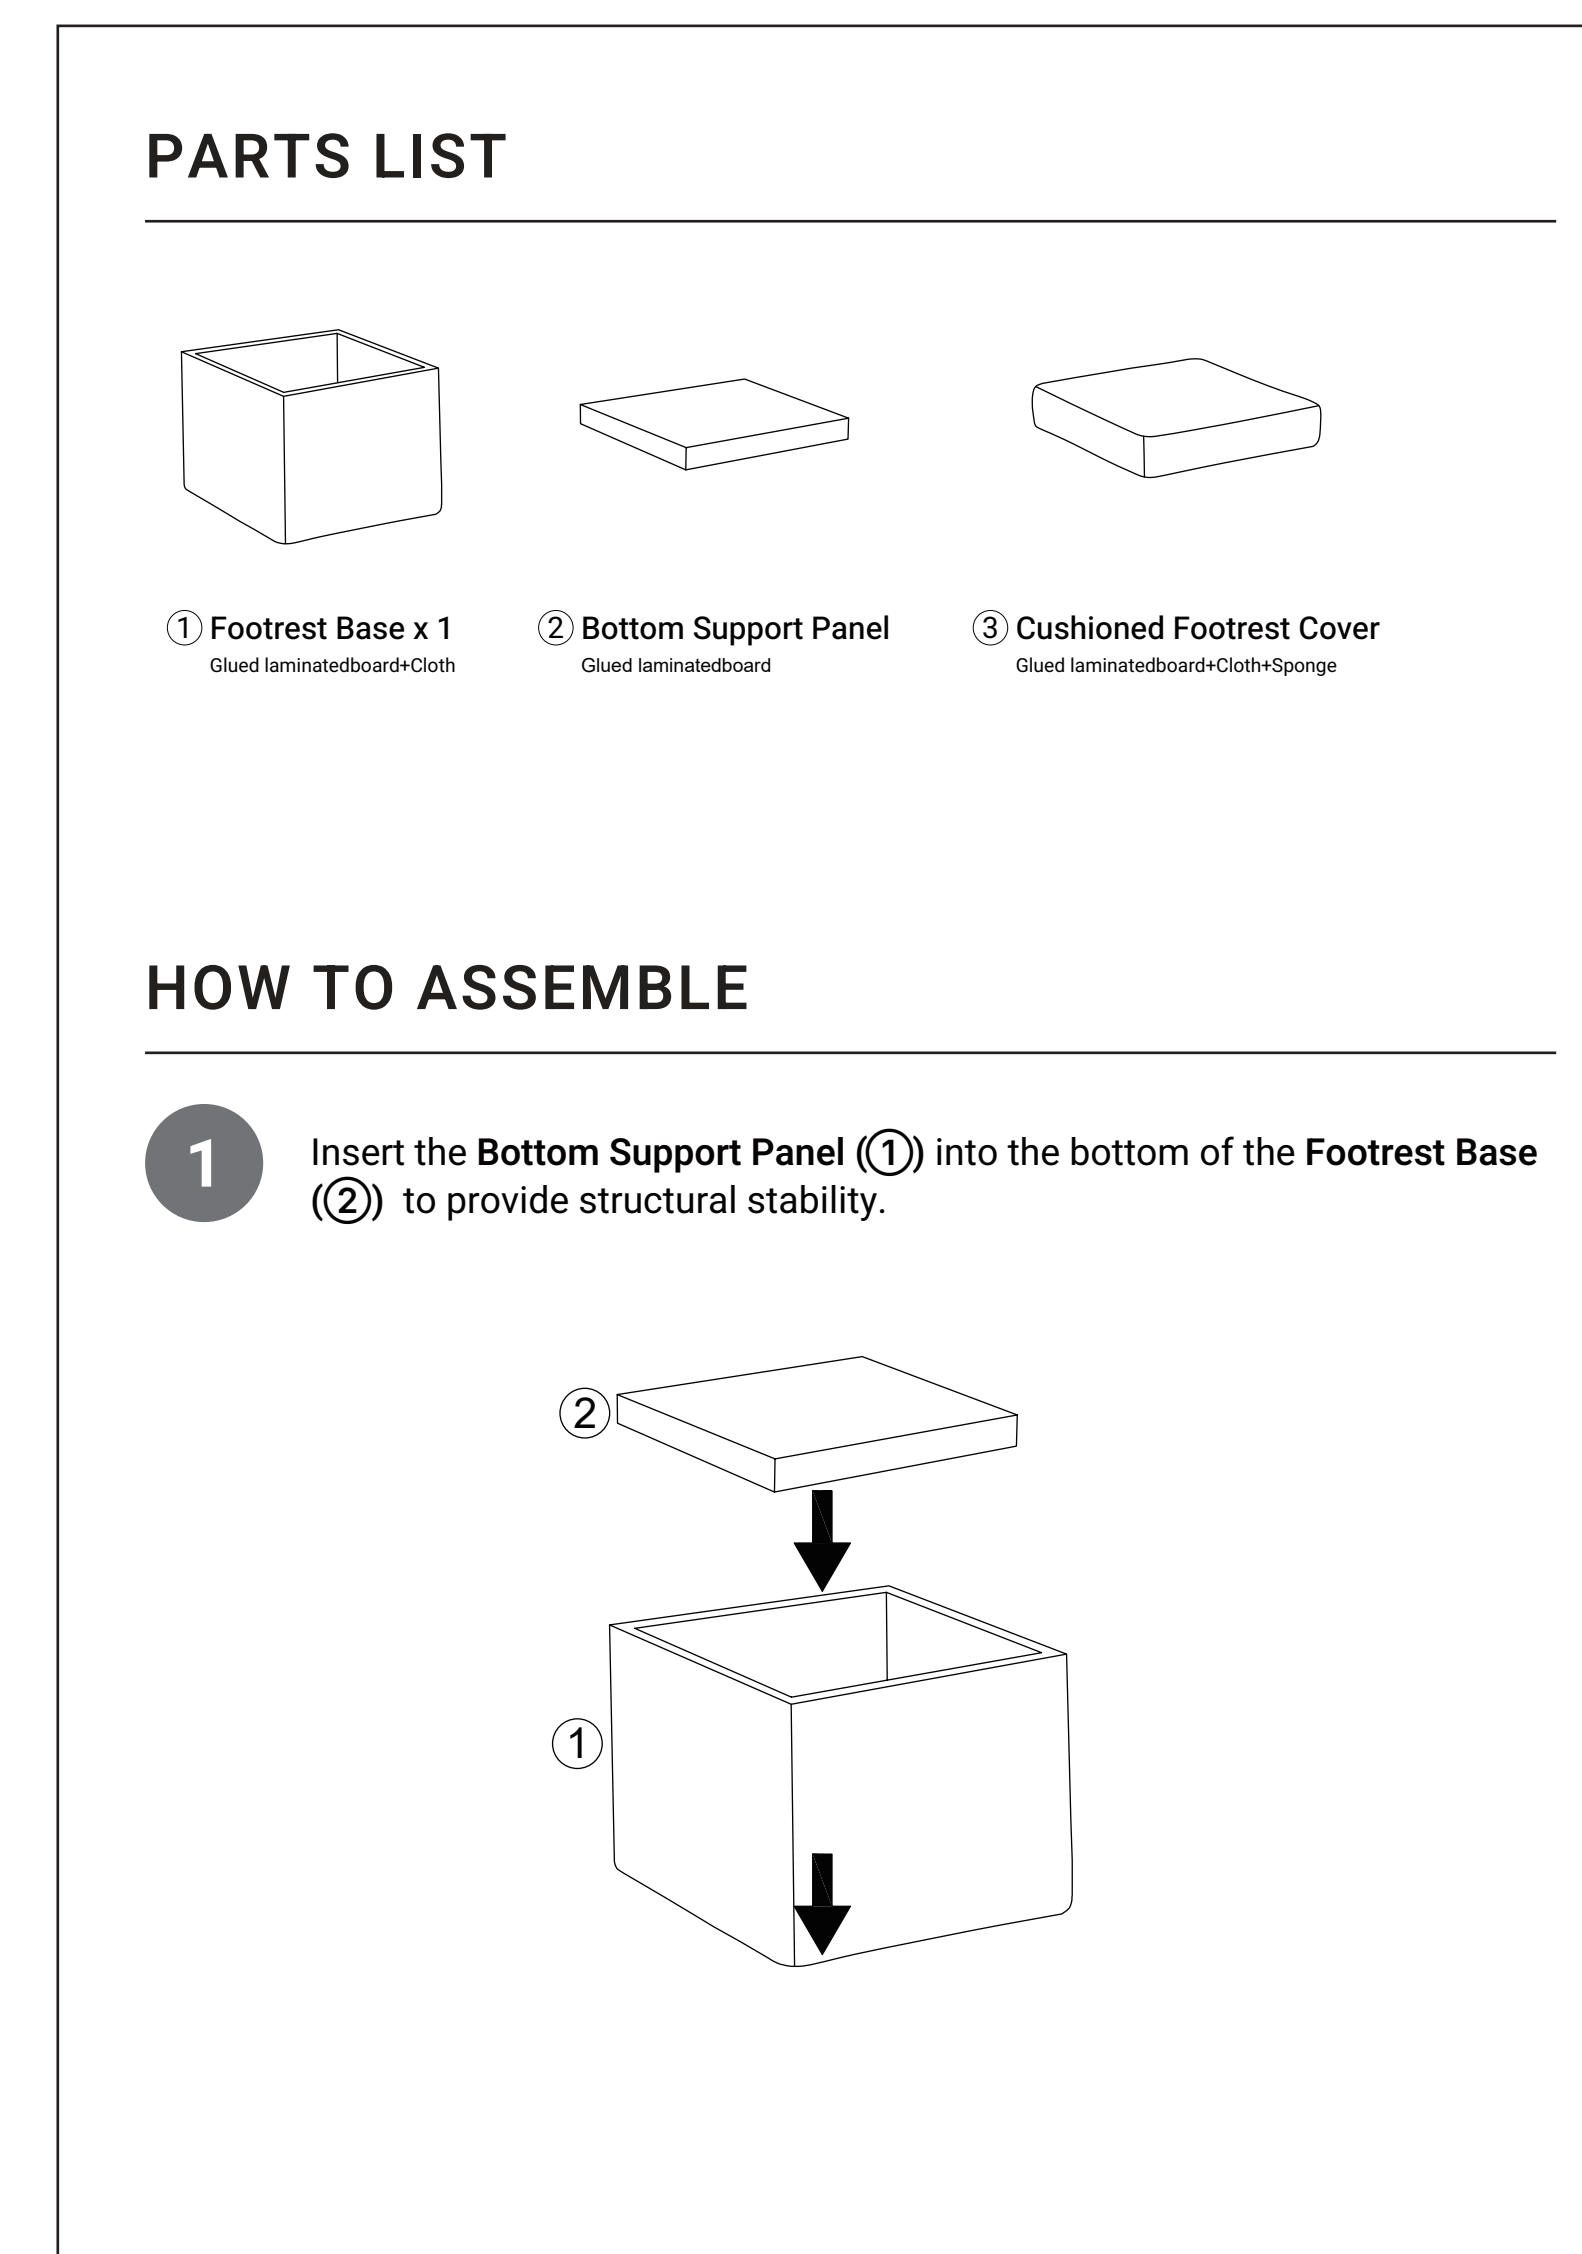 PARTS LIST
① Footrest Base x 1
Glued laminatedboard+Cloth
② Bottom Support Panel
Glued laminatedboard
③ Cushioned Footrest Cover
Glued laminatedboard+Cloth+Sponge
HOW TO ASSEMBLE
1
Insert the Bottom Support Panel (①) into the bottom of the Footrest Base
(②) to provide structural stability.
②
①